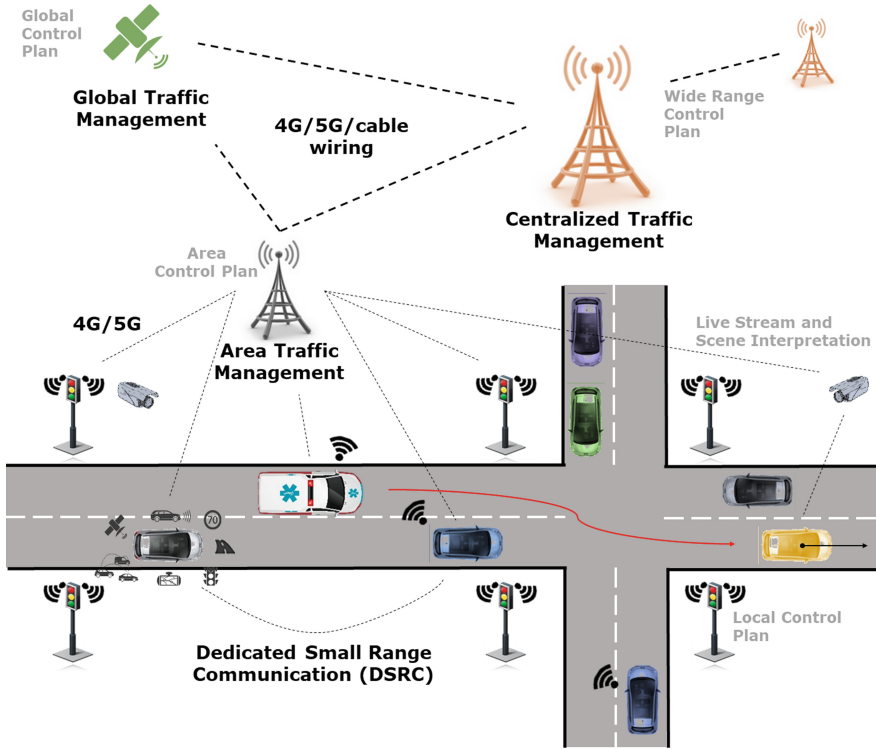 Global
Control
Plan
Global Traffic
Management
4G/5G/cable
wiring
Wide Range
Control
Plan
Centralized Traffic
Management
Area
Control Plan
4G/5G
Area Traffic
Management
Live Stream and
Scene Interpretation
70
Dedicated Small Range
Communication (DSRC)
Local Control
Plan